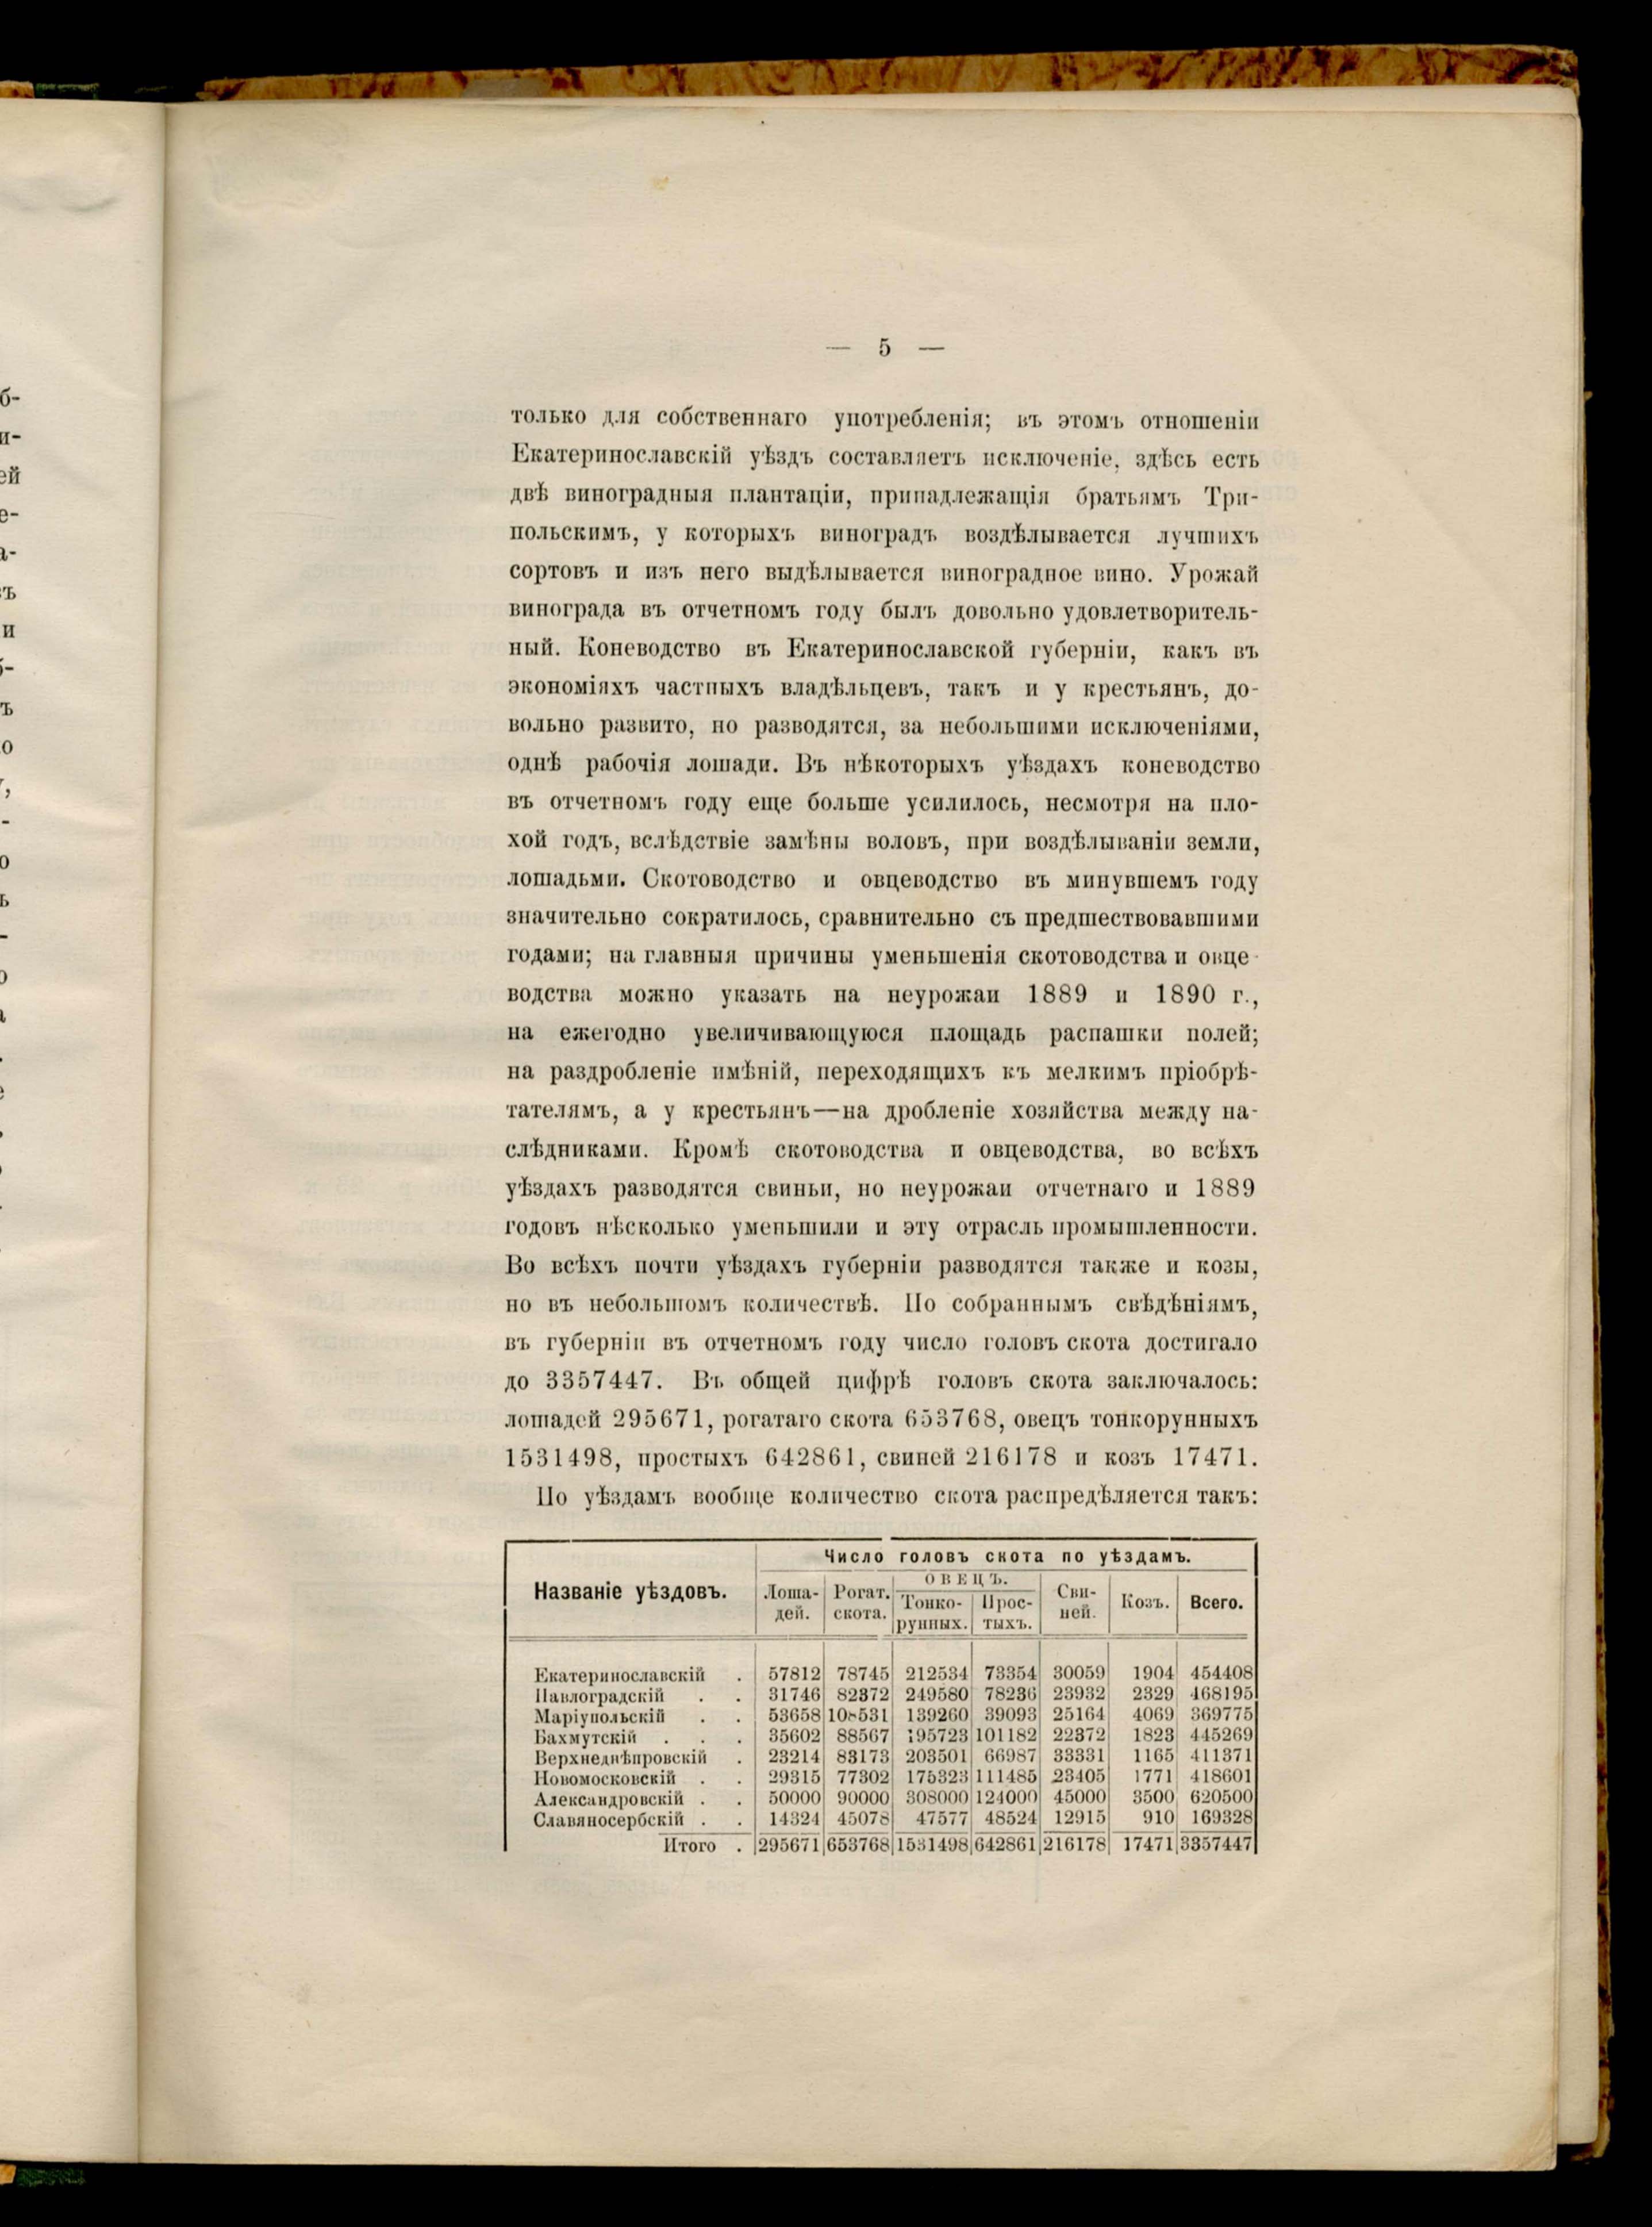 — 5 —
только для собственнаго употребленія; въ этомъ отношеніи
Екатеринославскій уѣздъ составляетъ исключеніе, здѣсь есть
двѣ виноградныя плантаціи, принадлежащія братьямъ Три-
польскимъ, у которыхъ виноградъ воздѣлывается лучшихъ
сортовъ и изъ него выдѣлывается виноградное вино. Урожай
винограда въ отчетномъ году былъ довольно удовлетворитель-
ный. Коневодство въ Екатеринославской губерніи, какъ въ
экономіяхъ частныхъ владѣльцевъ, такъ и у крестьянъ, до-
вольно развито, но разводятся, за небольшими исключеніями,
однѣ рабочія лошади. Въ нѣкоторыхъ уѣздахъ коневодство
въ отчетномъ году еще больше усилилось, несмотря на пло-
хой годъ, вслѣдствіе замѣны воловъ, при воздѣлываніи земли,
лошадьми. Скотоводство и овцеводство въ минувшемъ году
значительно сократилось, сравнительно съ предшествовавшими
годами; на главныя причины уменьшенія скотоводства и овце-
водства можно указать на неурожаи 1889 и 1890 г.,
на ежегодно увеличивающуюся площадь распашки полей;
на раздробленіе имѣній, переходящихъ къ мелкимъ пріобрѣ-
тателямъ, а у крестьянъ—на дробленіе хозяйства между на-
слѣдниками. Кромѣ скотоводства и овцеводства, во всѣхъ
уѣздахъ разводятся свиньи, но неурожаи отчетнаго и 1889
годовъ нѣсколько уменьшили и эту отрасль промышленности.
Во всѣхъ почти уѣздахъ губерніи разводятся также и козы,
но въ небольшомъ количествѣ. По собраннымъ свѣдѣніямъ,
въ губерніи въ отчетномъ году число головъ скота достигало
до 3357447. Въ общей цифрѣ головъ скота заключалось:
лошадей 295671, рогатаго скота 653768, овецъ тонкорунныхъ
1531498, простыхъ 642861, свиней 216178 и козъ 17471.
По уѣздамъ вообще количество скота распредѣляется такъ:
Названіе уѣздовъ. Число головъ скота по уѣздамъ.
Лоша-дей. Рогат. скота. ОВЕЦЪ. Тонко-рунныхъ. Прос-тыхъ. Сви-ней. Козъ. Всего.
Екатеринославскій . 57812 78745 212534 73354 30059 1904 454408
Павлоградскій . . 31746 82372 249580 78236 23932 2329 468195
Маріупольскій . . 53658 108531 139260 39093 25164 4069 369775
Бахмутскій . . . 35602 88567 195723 101182 22372 1823 445269
Верхнеднѣпровскій . 23214 83173 203501 66987 33331 1165 411371
Новомосковскій . . 29315 77302 175323 111485 23405 1771 418601
Александровскій . . 50000 90000 308000 124000 45000 3500 620500
Славяносербскій . . 14324 45078 47577 48524 12915 910 169328
Итого . 295671 653768 1531498 642861 216178 17471 3357447